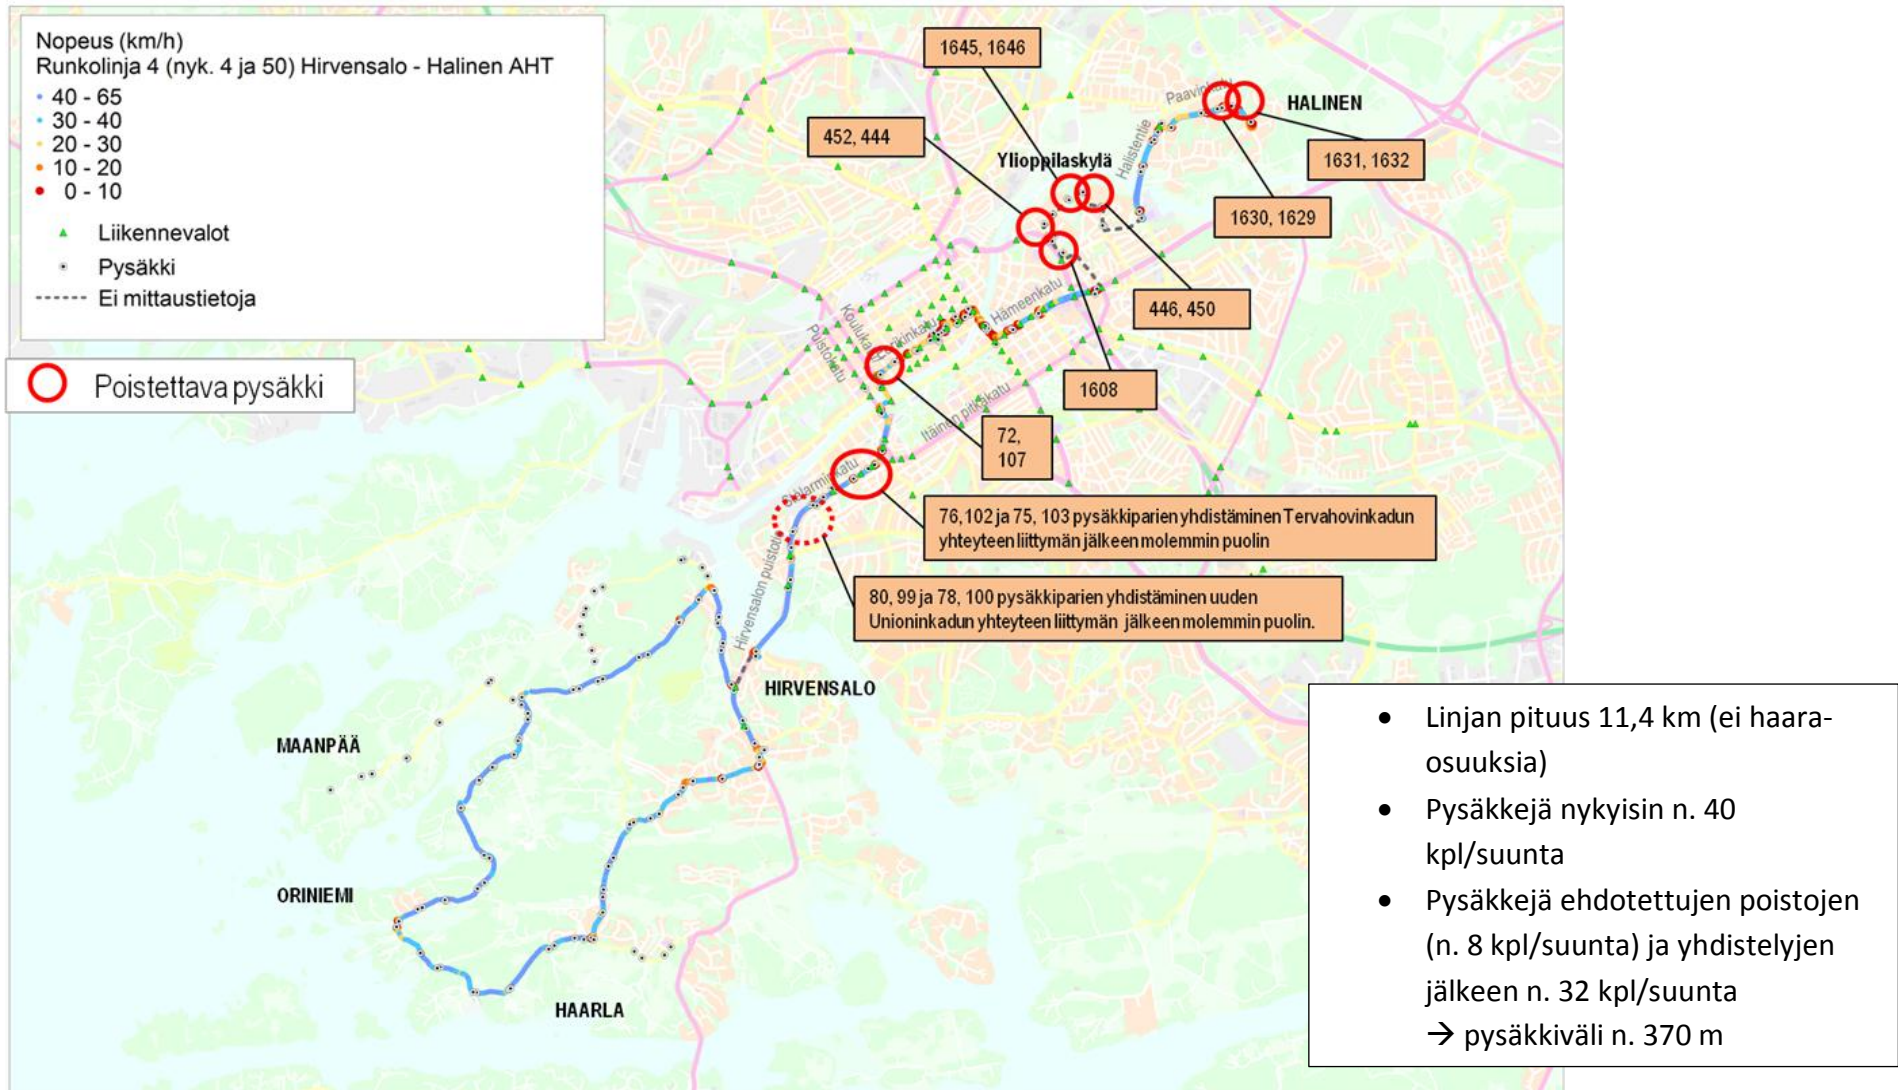 Nopeus (km/h)
Runkolinja 4 (nyk. 4 ja 50) Hirvensalo - Halinen AHT
40 - 65
30 - 40
20 - 30
10 - 20
0 - 10
Liikennevalot
Pysäkki
Ei mittaustietoja
Poistettava pysäkki
1645, 1646
452, 444
Ylioppilaskylä
Paavinkatu
HALINEN
Halistentie
1631, 1632
1630, 1629
446, 450
Hämeenkatu
Puistokatu
1608
Itäinen pitkäkatu
72,
107
76,102 ja 75, 103 pysäkkiparien yhdistäminen Tervahovinkadun
yhteyteen liittymän jälkeen molemmin puolin
80, 99 ja 78, 100 pysäkkiparien yhdistäminen uuden
Unioninkadun yhteyteen liittymän jälkeen molemmin puolin.
HIRVENSALO
MAANPÄÄ
ORINIEMI
HAARLA
• Linjan pituus 11,4 km (ei haara-
osuuksia)
• Pysäkkejä nykyisin n. 40
kpl/suunta
• Pysäkkejä ehdotettujen poistojen
(n. 8 kpl/suunta) ja yhdistelyjen
jälkeen n. 32 kpl/suunta
→ pysäkkiväli n. 370 m